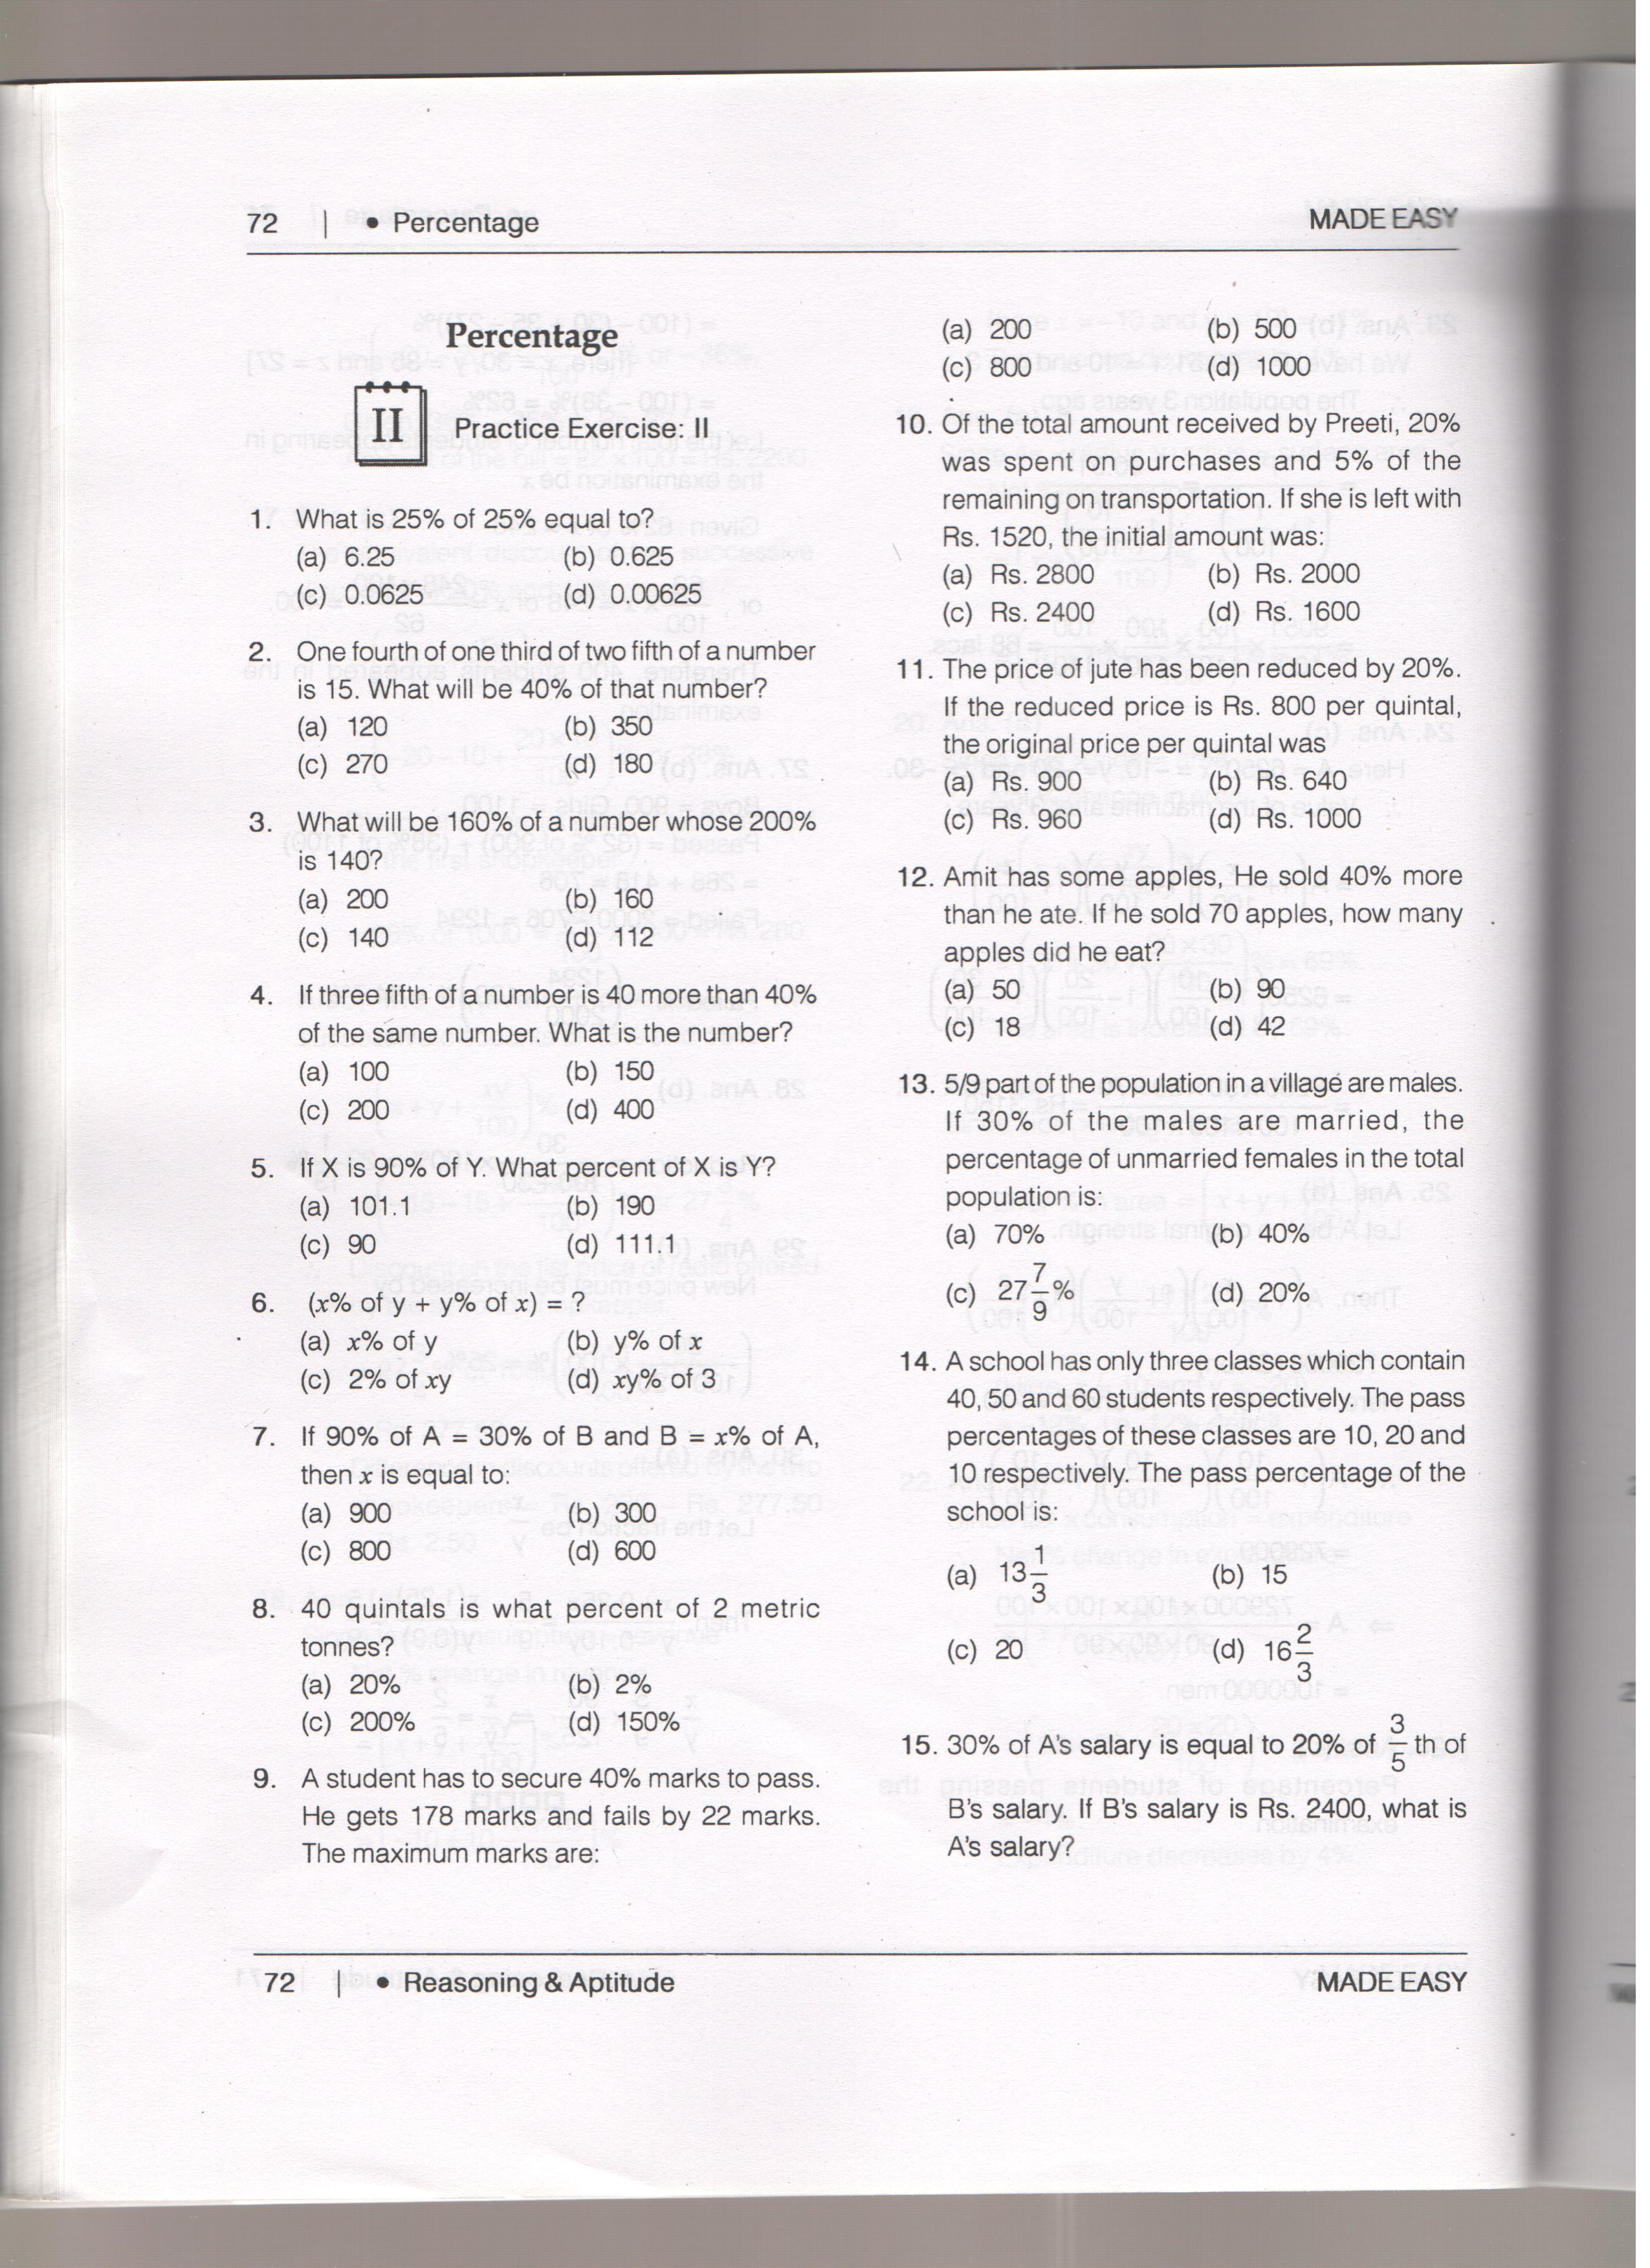 72 | • Percentage MADE EASY
Percentage
II Practice Exercise: II
1. What is 25% of 25% equal to?
(a) 6.25 (b) 0.625
(c) 0.0625 (d) 0.00625
2. One fourth of one third of two fifth of a number
is 15. What will be 40% of that number?
(a) 120 (b) 350
(c) 270 (d) 180
3. What will be 160% of a number whose 200%
is 140?
(a) 200 (b) 160
(c) 140 (d) 112
4. If three fifth of a number is 40 more than 40%
of the same number. What is the number?
(a) 100 (b) 150
(c) 200 (d) 400
5. If X is 90% of Y. What percent of X is Y?
(a) 101.1 (b) 190
(c) 90 (d) 111.1
6. (x% of y + y% of x) = ?
(a) x% of y (b) y% of x
(c) 2% of xy (d) xy% of 3
7. If 90% of A = 30% of B and B = x% of A,
then x is equal to:
(a) 900 (b) 300
(c) 800 (d) 600
8. 40 quintals is what percent of 2 metric
tonnes?
(a) 20% (b) 2%
(c) 200% (d) 150%
9. A student has to secure 40% marks to pass.
He gets 178 marks and fails by 22 marks.
The maximum marks are:
(a) 200 (b) 500
(c) 800 (d) 1000
10. Of the total amount received by Preeti, 20%
was spent on purchases and 5% of the
remaining on transportation. If she is left with
Rs. 1520, the initial amount was:
(a) Rs. 2800 (b) Rs. 2000
(c) Rs. 2400 (d) Rs. 1600
11. The price of jute has been reduced by 20%.
If the reduced price is Rs. 800 per quintal,
the original price per quintal was
(a) Rs. 900 (b) Rs. 640
(c) Rs. 960 (d) Rs. 1000
12. Amit has some apples, He sold 40% more
than he ate. If he sold 70 apples, how many
apples did he eat?
(a) 50 (b) 90
(c) 18 (d) 42
13. 5/9 part of the population in a village are males.
If 30% of the males are married, the
percentage of unmarried females in the total
population is:
(a) 70% (b) 40%
(c) 27 7/9% (d) 20%
14. A school has only three classes which contain
40, 50 and 60 students respectively. The pass
percentages of these classes are 10, 20 and
10 respectively. The pass percentage of the
school is:
(a) 13 1/3 (b) 15
(c) 20 (d) 16 2/3
15. 30% of A's salary is equal to 20% of 3/5 th of
B's salary. If B's salary is Rs. 2400, what is
A's salary?
72 | • Reasoning & Aptitude MADE EASY